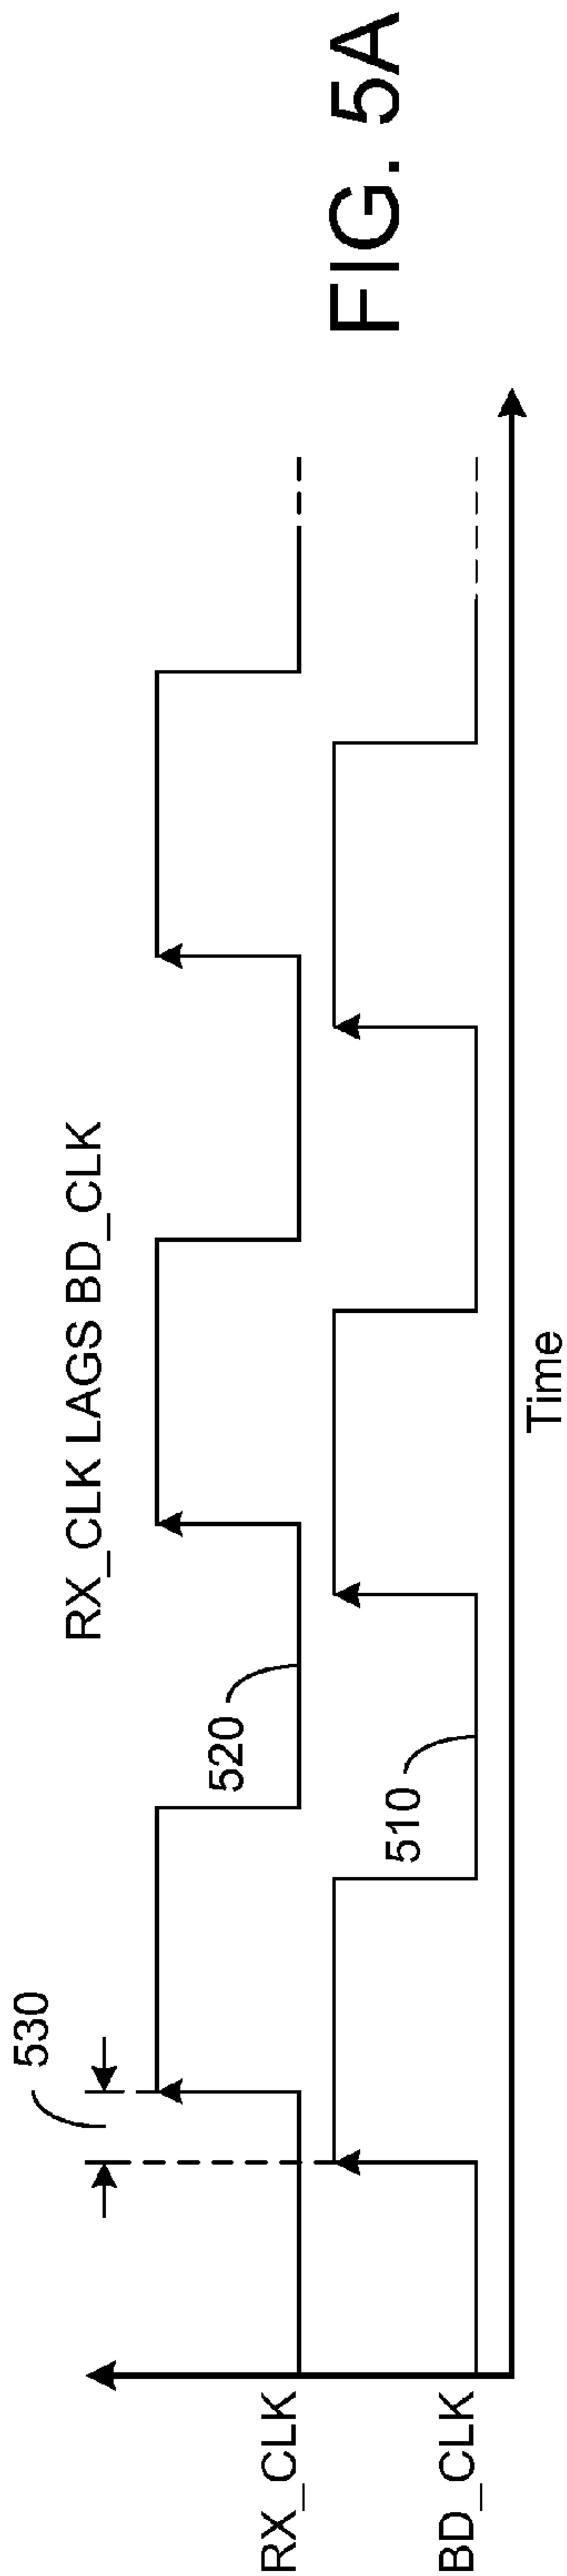 RX_CLK LAGS BD_CLK
530
RX_CLK
520
BD_CLK
510
Time
FIG. 5A